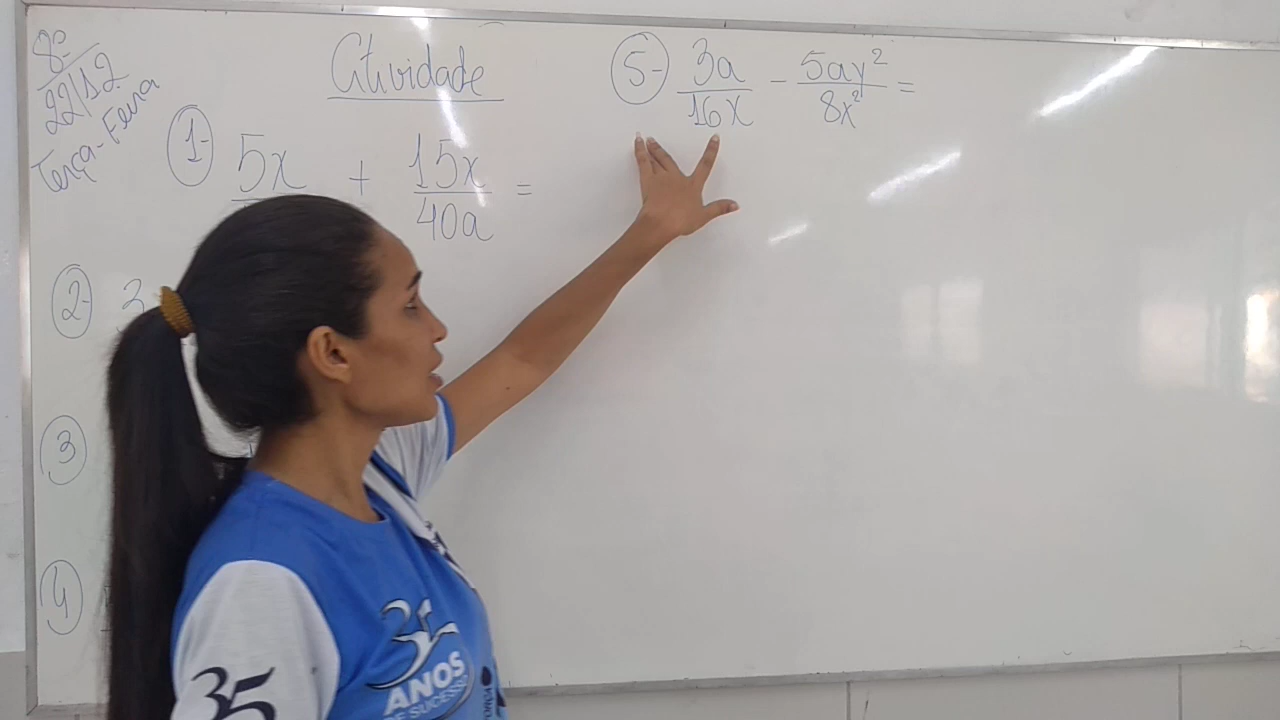 8º
22/12
Terça-Feira
Atividade
1- 5x + 15x/40a =
2- 3
3
4
5- 3a/16x - 5ay²/8x² =
35
35
ANOS
DE SUCESSO